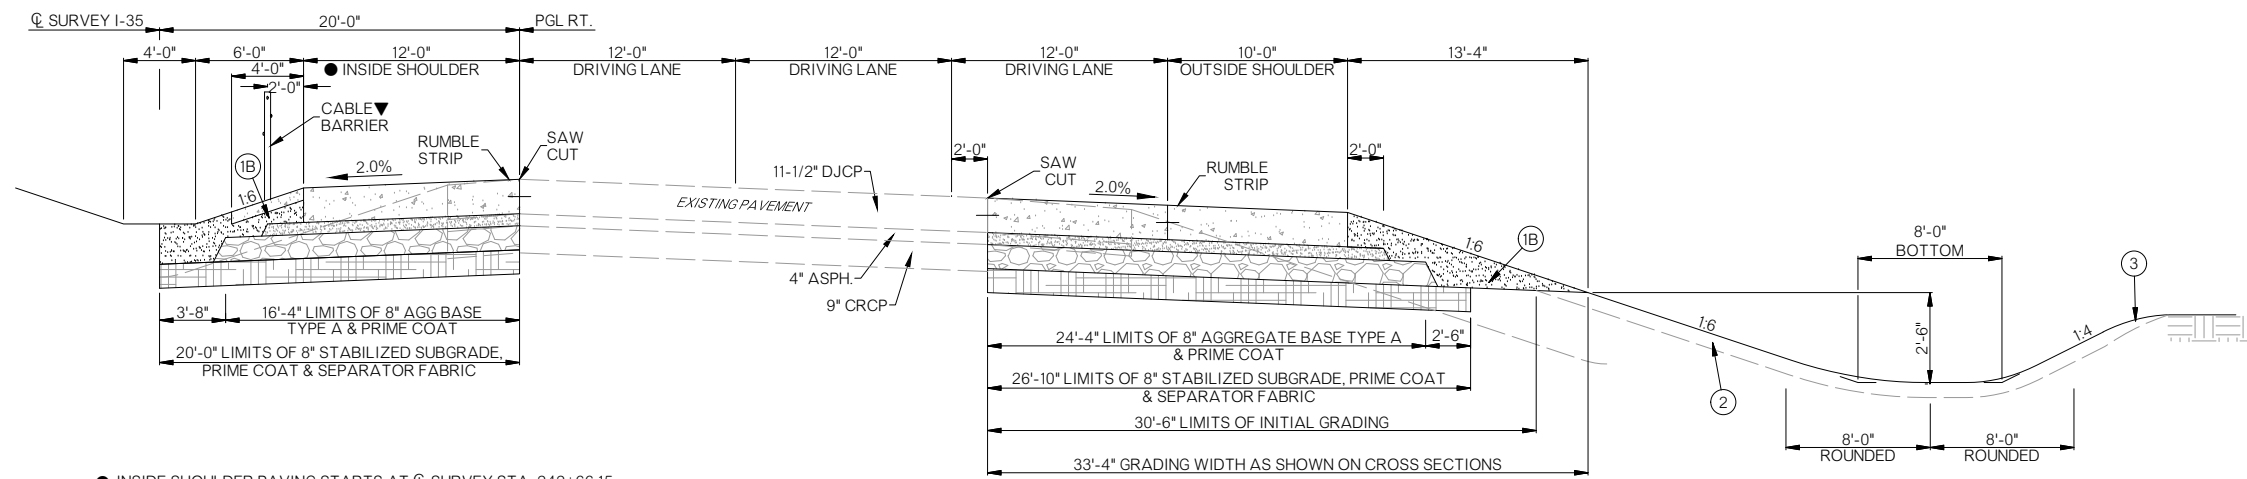 ℄ SURVEY I-35
20'-0"
PGL RT.
4'-0"
6'-0"
12'-0"
12'-0"
12'-0"
12'-0"
10'-0"
13'-4"
4'-0"
● INSIDE SHOULDER
DRIVING LANE
DRIVING LANE
DRIVING LANE
OUTSIDE SHOULDER
2'-0"
CABLE▼
BARRIER
RUMBLE
STRIP
SAW
CUT
1B
2.0%
1:6
11-1/2" DJCP
EXISTING PAVEMENT
2'-0"
SAW
CUT
2.0%
RUMBLE
STRIP
2'-0"
1:6
1B
4" ASPH.
9" CRCP
8'-0"
BOTTOM
3
1:6
2'-6"
1:4
2
3'-8"
16'-4" LIMITS OF 8" AGG BASE
TYPE A & PRIME COAT
20'-0" LIMITS OF 8" STABILIZED SUBGRADE,
PRIME COAT & SEPARATOR FABRIC
24'-4" LIMITS OF 8" AGGREGATE BASE TYPE A
& PRIME COAT
2'-6"
26'-10" LIMITS OF 8" STABILIZED SUBGRADE, PRIME COAT
& SEPARATOR FABRIC
30'-6" LIMITS OF INITIAL GRADING
33'-4" GRADING WIDTH AS SHOWN ON CROSS SECTIONS
8'-0"
ROUNDED
8'-0"
ROUNDED
● INSIDE SHOULDER PAVING STARTS AT ℄ SURVEY STA.